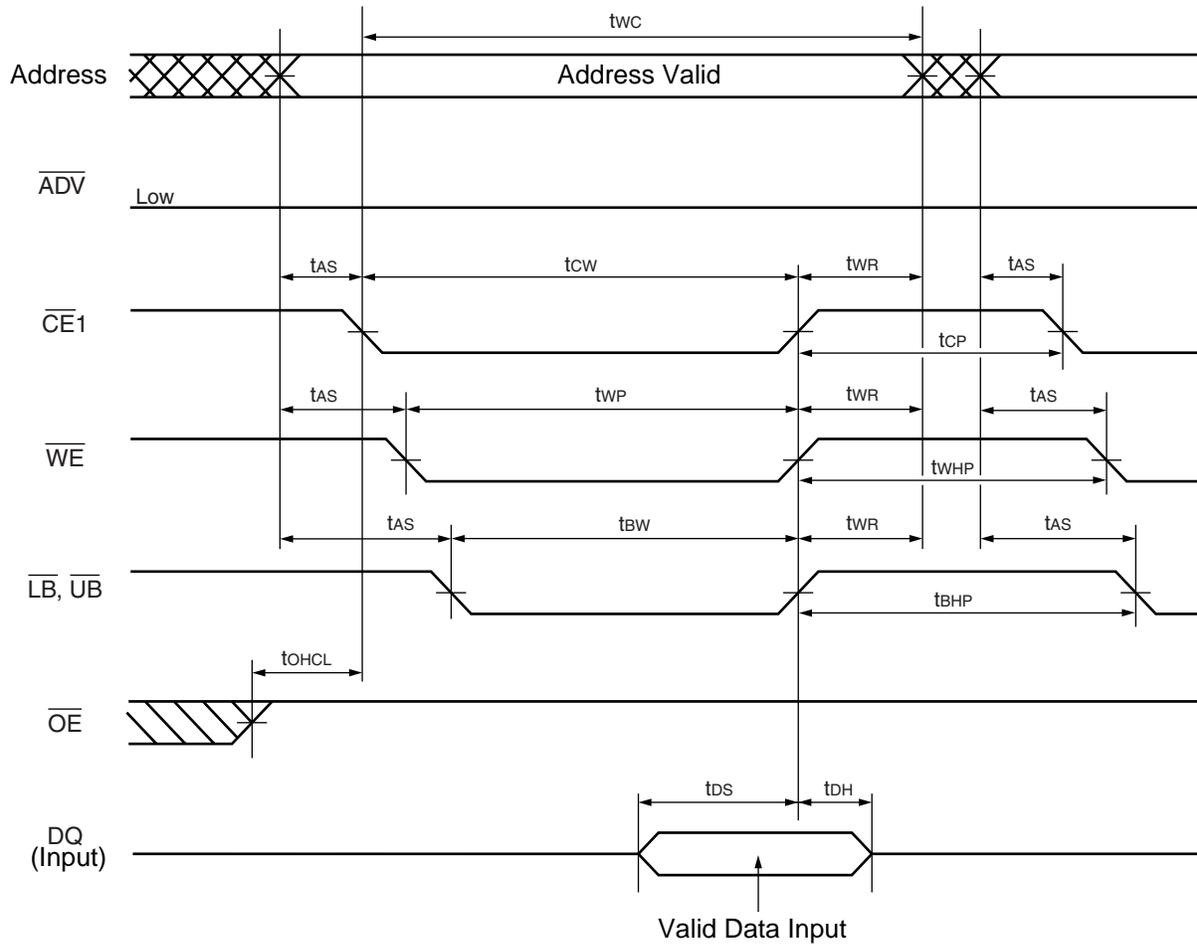 tWC
Address
Address Valid
ADV
Low
tAS
tCW
tWR
tAS
CE1
tCP
tAS
tWP
tWR
tAS
WE
tWHP
tAS
tBW
tWR
tAS
LB, UB
tBHP
tOHCL
OE
tDS
tDH
DQ
(Input)
Valid Data Input